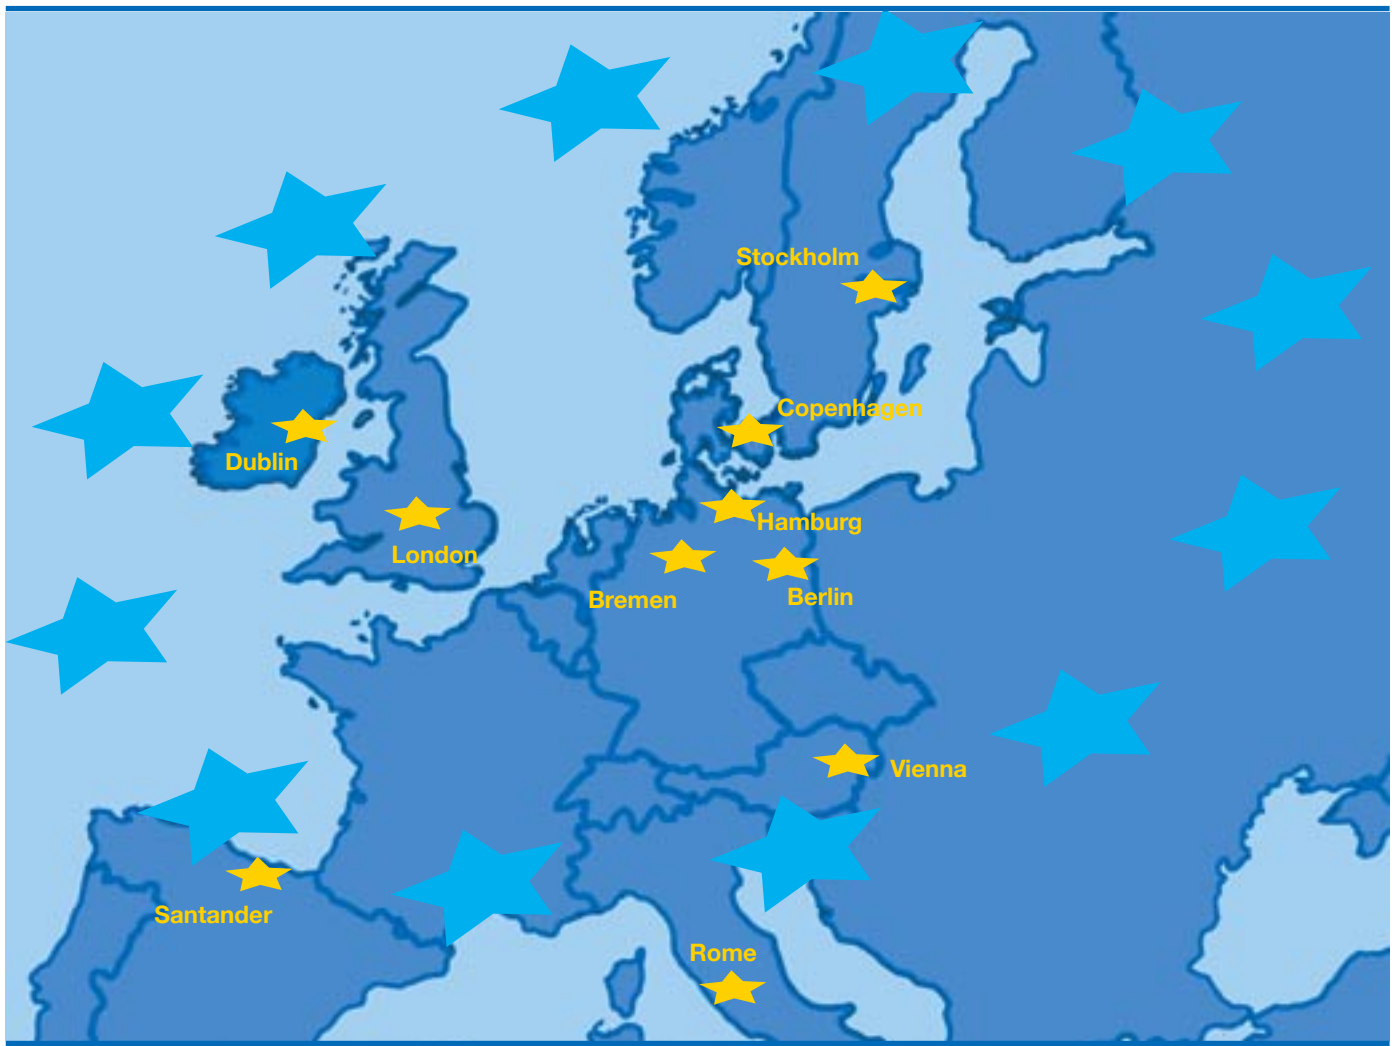 Stockholm
Copenhagen
Dublin
Hamburg
London
Bremen
Berlin
Vienna
Santander
Rome